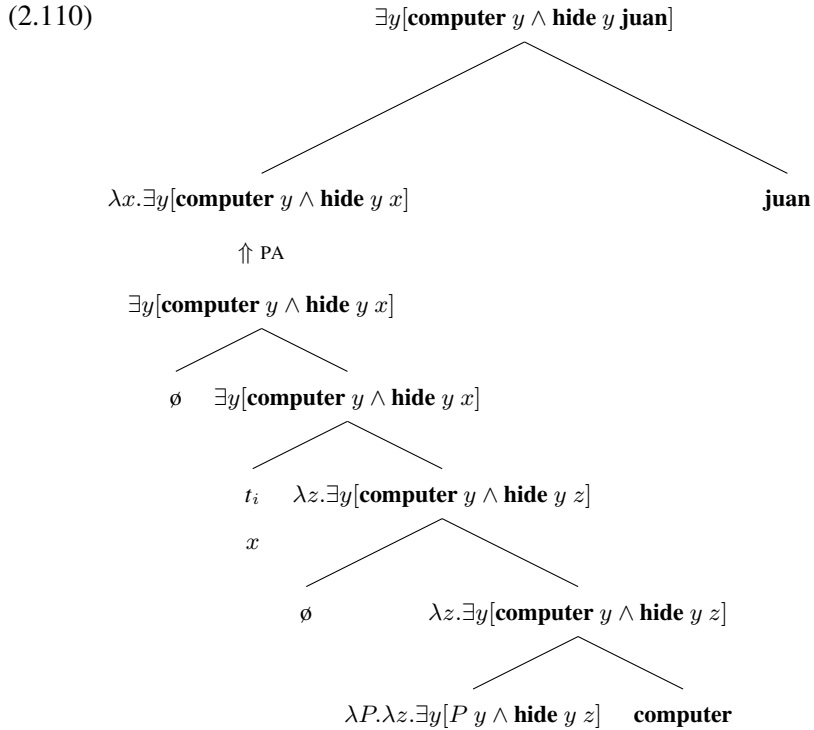 (2.110)
∃y[computer y ∧ hide y juan]
λx.∃y[computer y ∧ hide y x] juan
⇑ PA
∃y[computer y ∧ hide y x]
ø ∃y[computer y ∧ hide y x]
t_i λz.∃y[computer y ∧ hide y z]
x
ø λz.∃y[computer y ∧ hide y z]
λP.λz.∃y[P y ∧ hide y z] computer